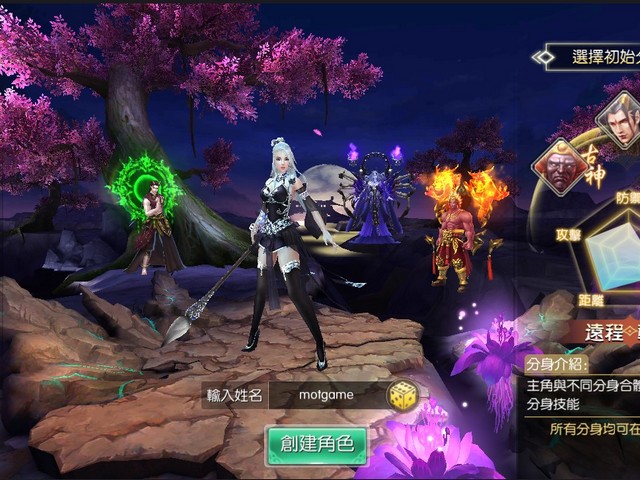 選擇初始分
古神
防禦
攻擊
距離
遠程
分身介紹:
主角與不同分身合體
分身技能
所有分身均可在
輸入姓名
motgame
創建角色